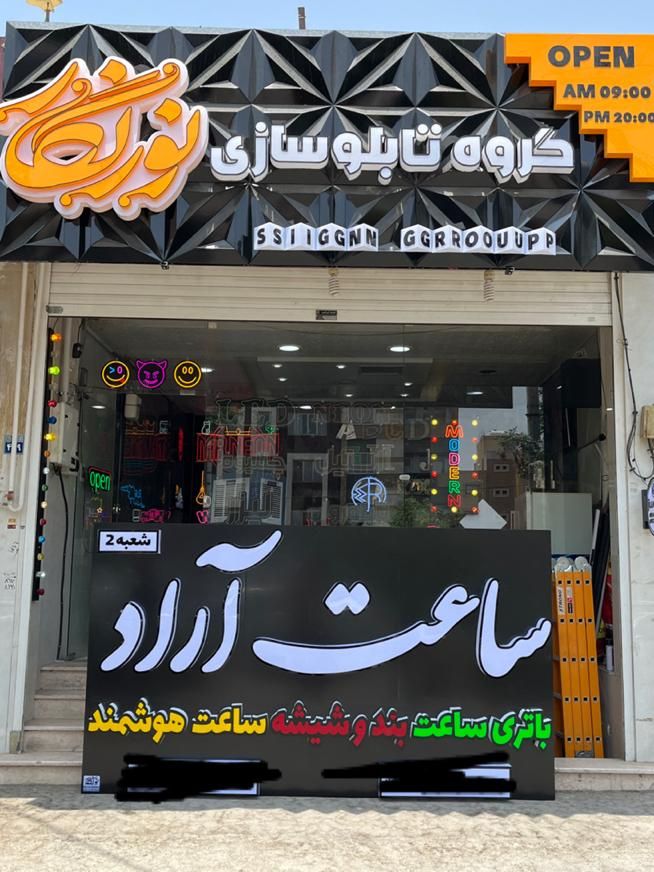 نورنگار
گروه تابلوسازی
SSIIGGNN GGRROOUUPP
OPEN
AM 09:00
PM 20:00
open
MODERN
شعبه 2
ساعت آراد
باتری ساعت بند و شیشه ساعت هوشمند